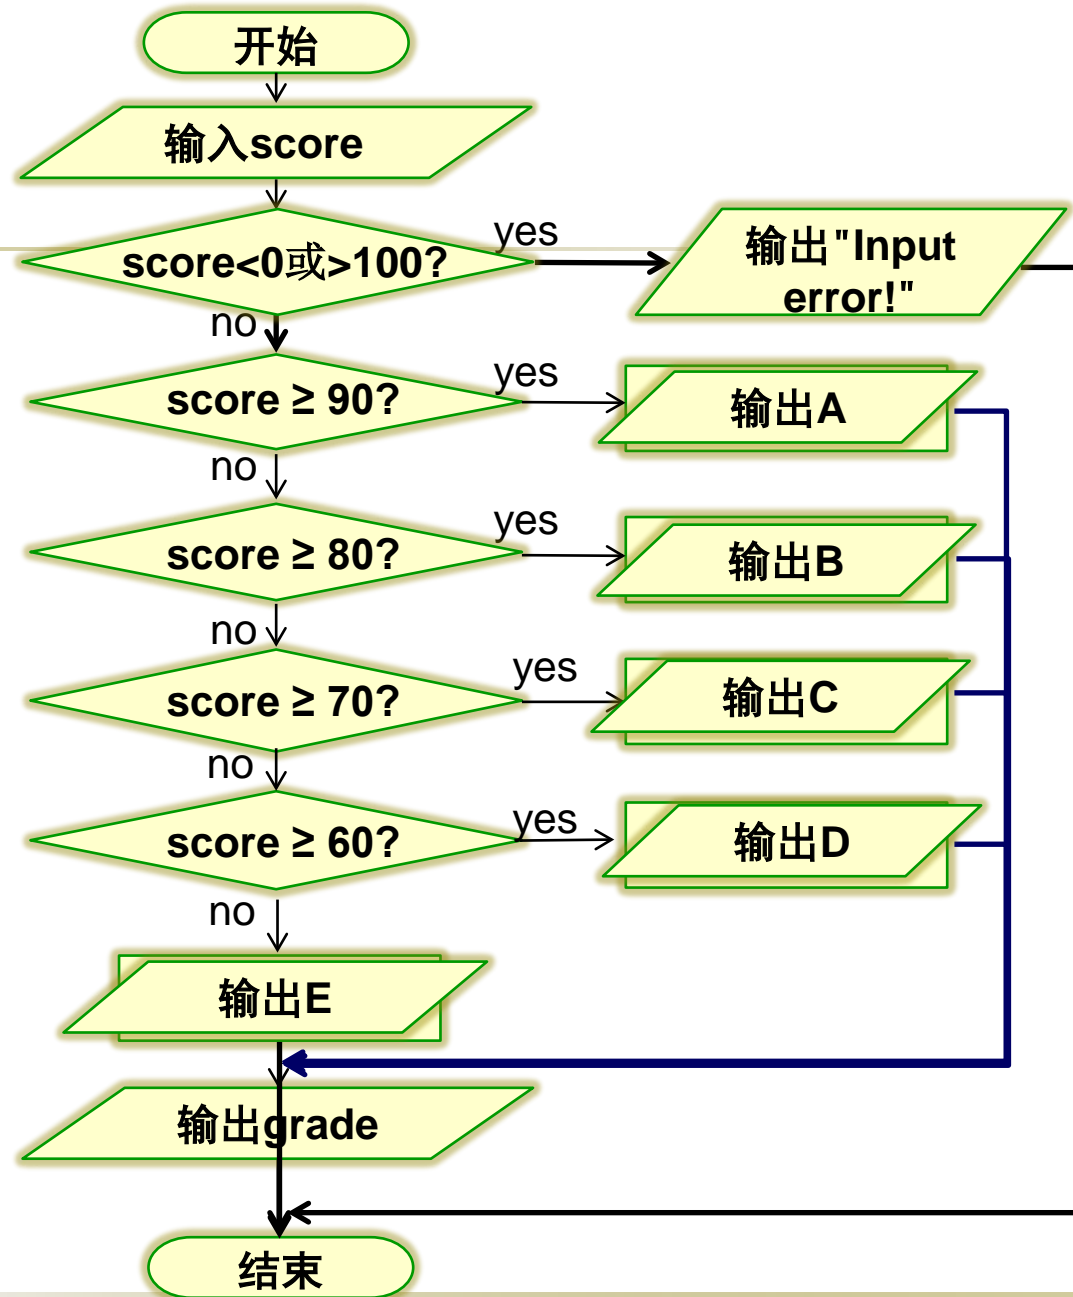 开始
输入score
score<0或>100?
yes
输出"Input
error!"
no
score ≥ 90?
yes
输出A
no
score ≥ 80?
yes
输出B
no
score ≥ 70?
yes
输出C
no
score ≥ 60?
yes
输出D
no
输出E
输出grade
结束